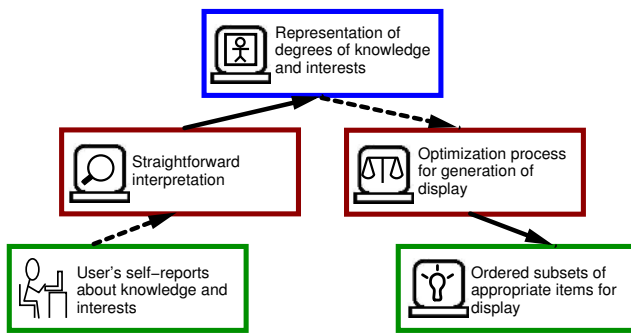 Representation of
degrees of knowledge
and interests
Straightforward
interpretation
Optimization process
for generation of
display
User's self−reports
about knowledge and
interests
Ordered subsets of
appropriate items for
display